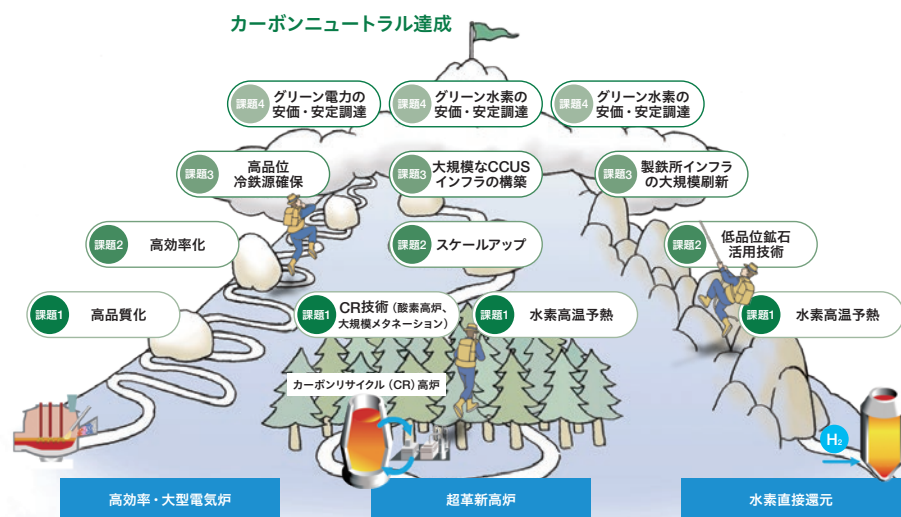 カーボンニュートラル達成
課題4 グリーン電力の
安価・安定調達
課題4 グリーン水素の
安価・安定調達
課題4 グリーン水素の
安価・安定調達
課題3 高品位
冷鉄源確保
課題3 大規模なCCUS
インフラの構築
課題3 製鉄所インフラ
の大規模刷新
課題2 高効率化
課題2 スケールアップ
課題2 低品位鉱石
活用技術
課題1 高品質化
課題1 CR技術（酸素高炉、
大規模メタネーション）
課題1 水素高温予熱
課題1 水素高温予熱
カーボンリサイクル（CR）高炉
H₂
高効率・大型電気炉
超革新高炉
水素直接還元